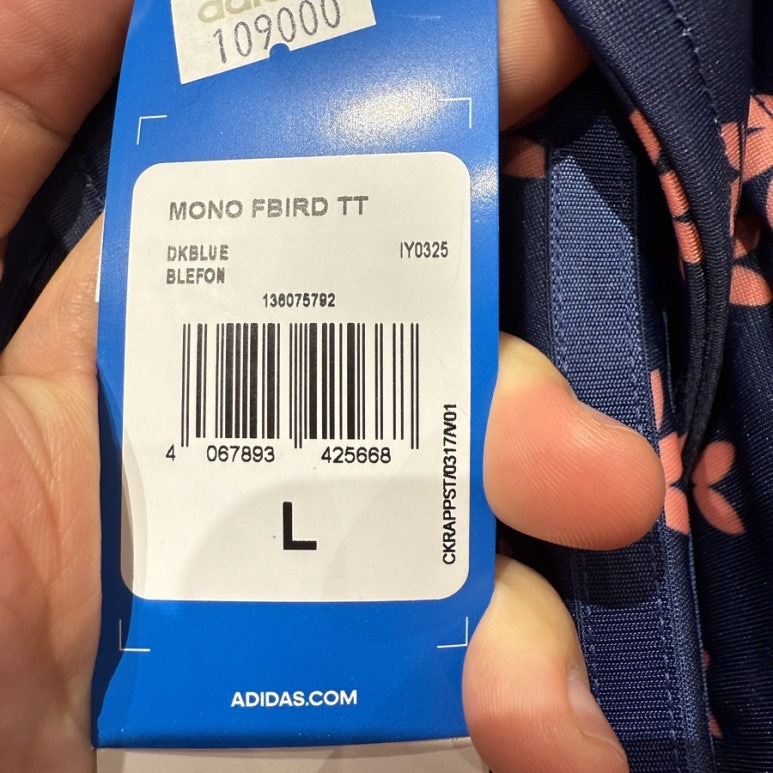 109000
MONO FBIRD TT
DKBLUE IY0325
BLEFON
136075792
4 067893 425668
L
CKRAPPST/0317/V01
ADIDAS.COM